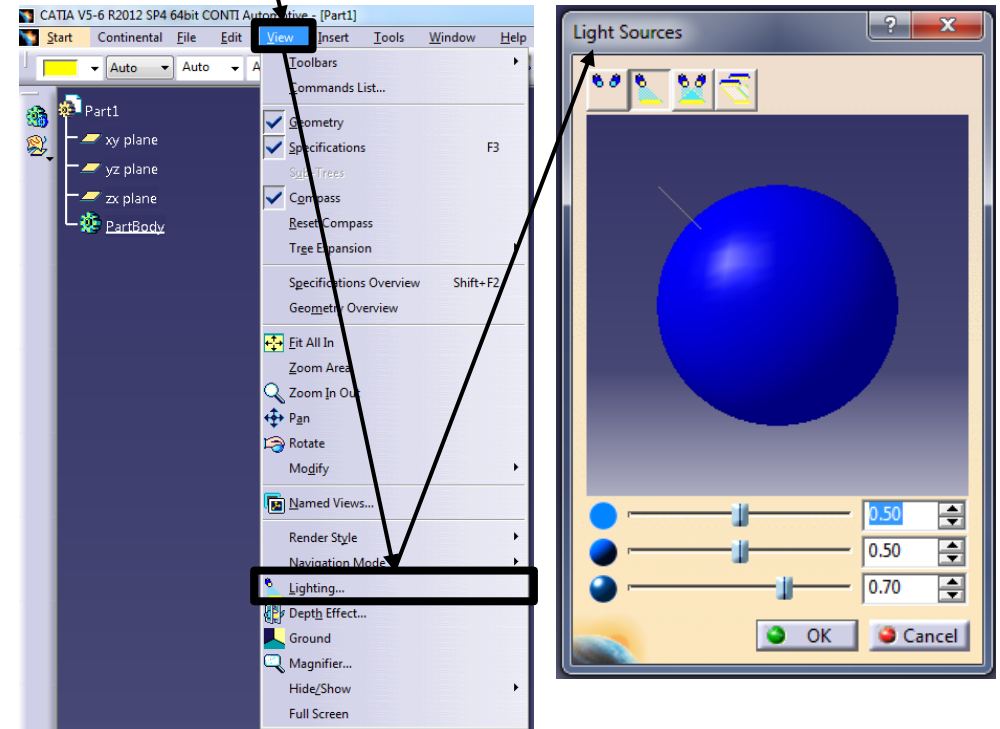 CATIA V5-6 R2012 SP4 64bit CONTI Automotive - [Part1]
Start Continental File Edit View Insert Tools Window Help
Auto Auto A
Part1
xy plane
yz plane
zx plane
PartBody
Toolbars
Commands List...
Geometry
Specifications F3
Sub-Trees
Compass
Reset Compass
Tree Expansion
Specifications Overview Shift+F2
Geometry Overview
Fit All In
Zoom Area
Zoom In Out
Pan
Rotate
Modify
Named Views...
Render Style
Navigation Mode
Lighting...
Depth Effect...
Ground
Magnifier...
Hide/Show
Full Screen
Light Sources
? X
0.50
0.50
0.70
OK Cancel